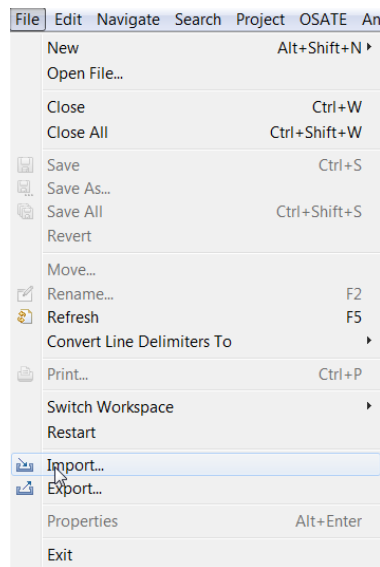 File Edit Navigate Search Project OSATE An
New Alt+Shift+N
Open File...
Close Ctrl+W
Close All Ctrl+Shift+W
Save Ctrl+S
Save As...
Save All Ctrl+Shift+S
Revert
Move...
Rename... F2
Refresh F5
Convert Line Delimiters To
Print... Ctrl+P
Switch Workspace
Restart
Import...
Export...
Properties Alt+Enter
Exit